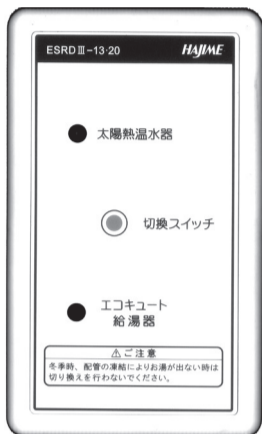 ESRDⅢ-13·20 HAJIME
太陽熱温水器
切換スイッチ
エコキュート
給湯器
⚠ご注意
冬季時、配管の凍結によりお湯が出ない時は
切り換えを行わないでください。